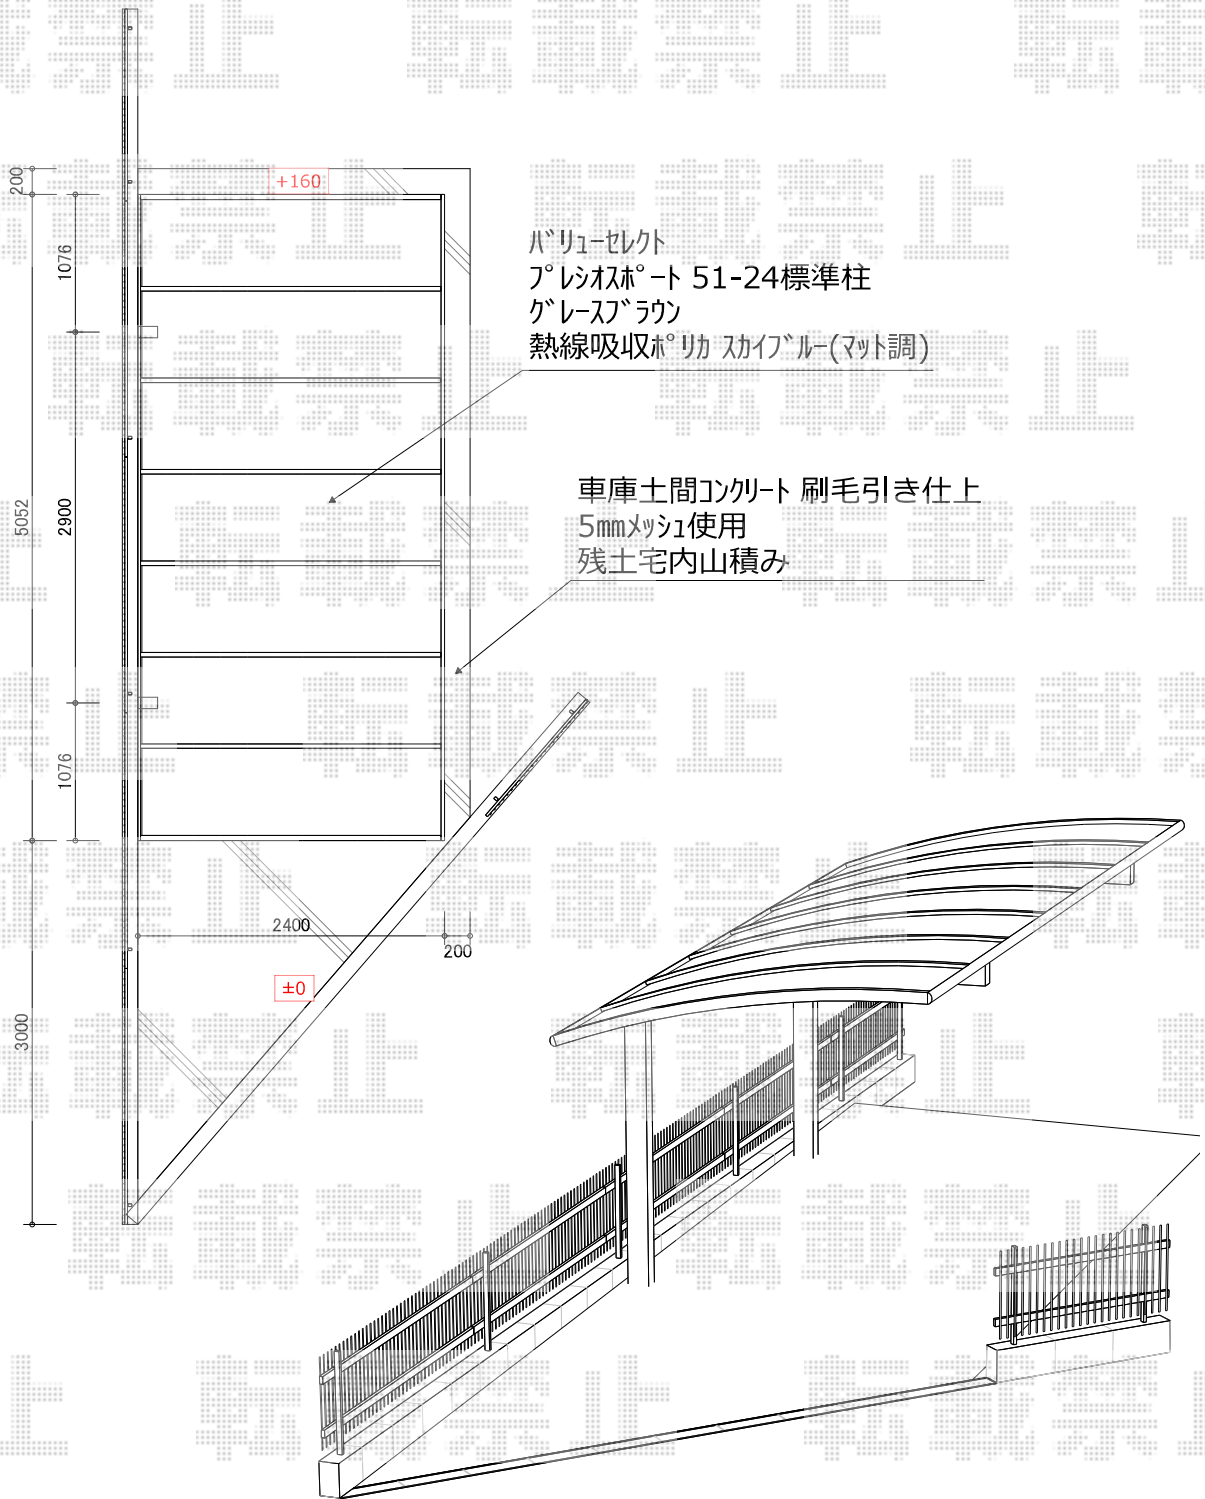 転載禁止
200
+160
1076
バリューセレクト
プレシオスポート 51-24標準柱
グレースブラウン
熱線吸収ポリカ スカイブルー(マット調)
車庫土間コンクリート 刷毛引き仕上
5mmメッシュ使用
残土宅内山積み
5052
2900
1076
2400
200
±0
3000